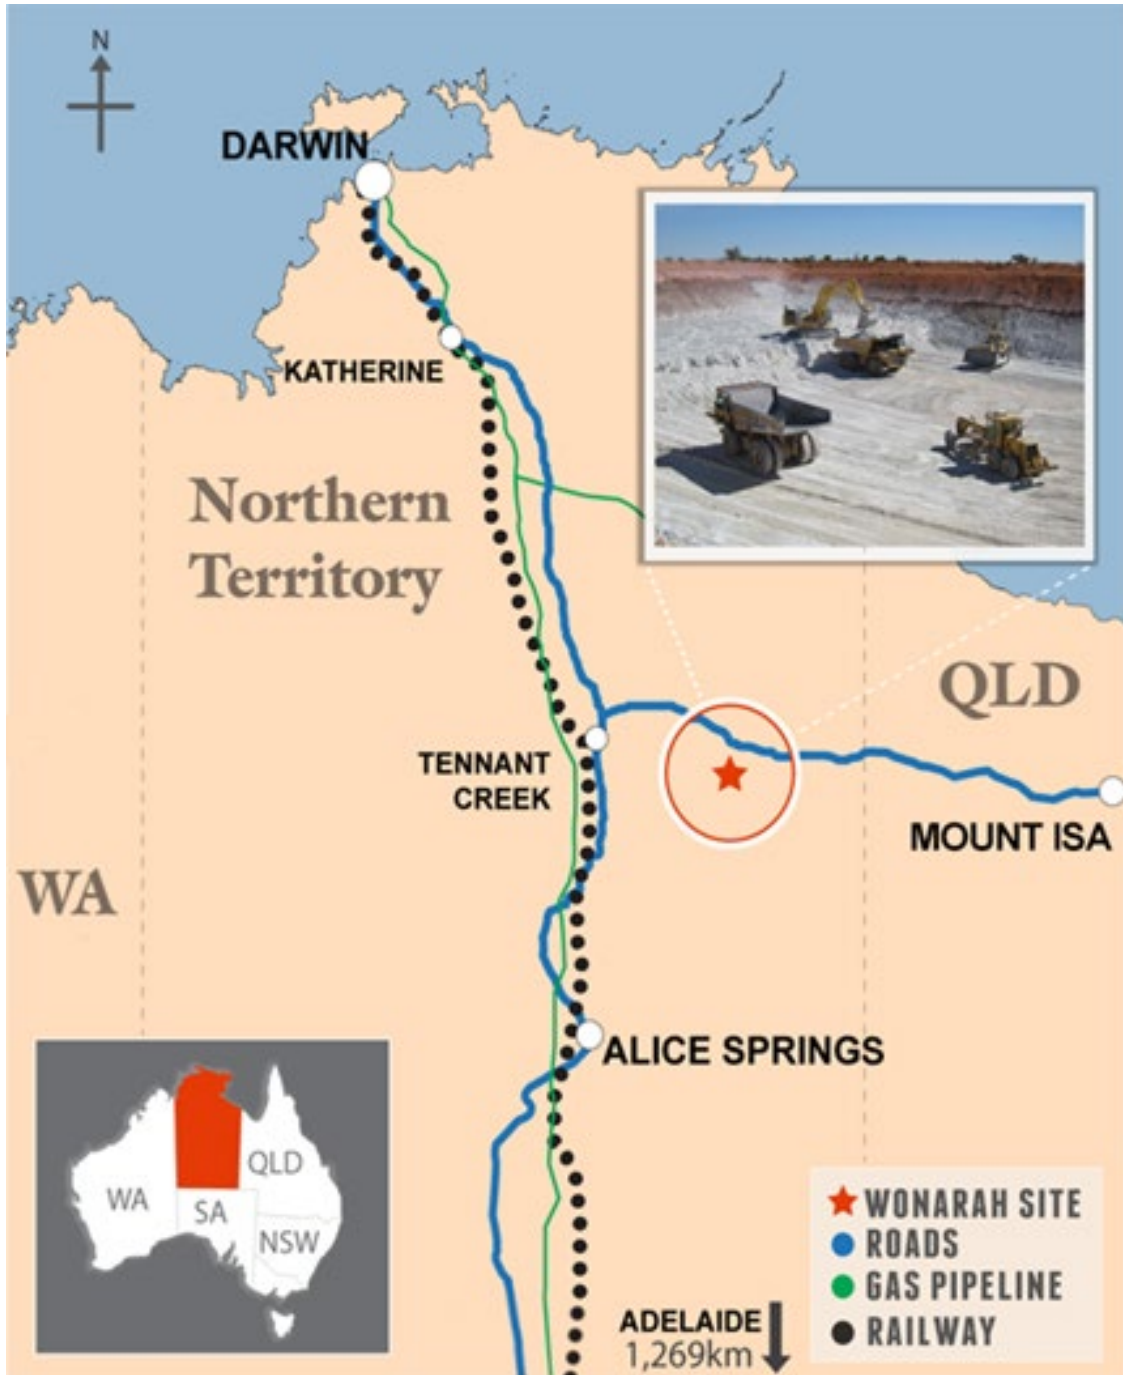 N
DARWIN
KATHERINE
Northern
Territory
QLD
TENNANT
CREEK
MOUNT ISA
WA
ALICE SPRINGS
QLD
WA
SA
NSW
WONARAH SITE
ROADS
GAS PIPELINE
RAILWAY
ADELAIDE
1,269km